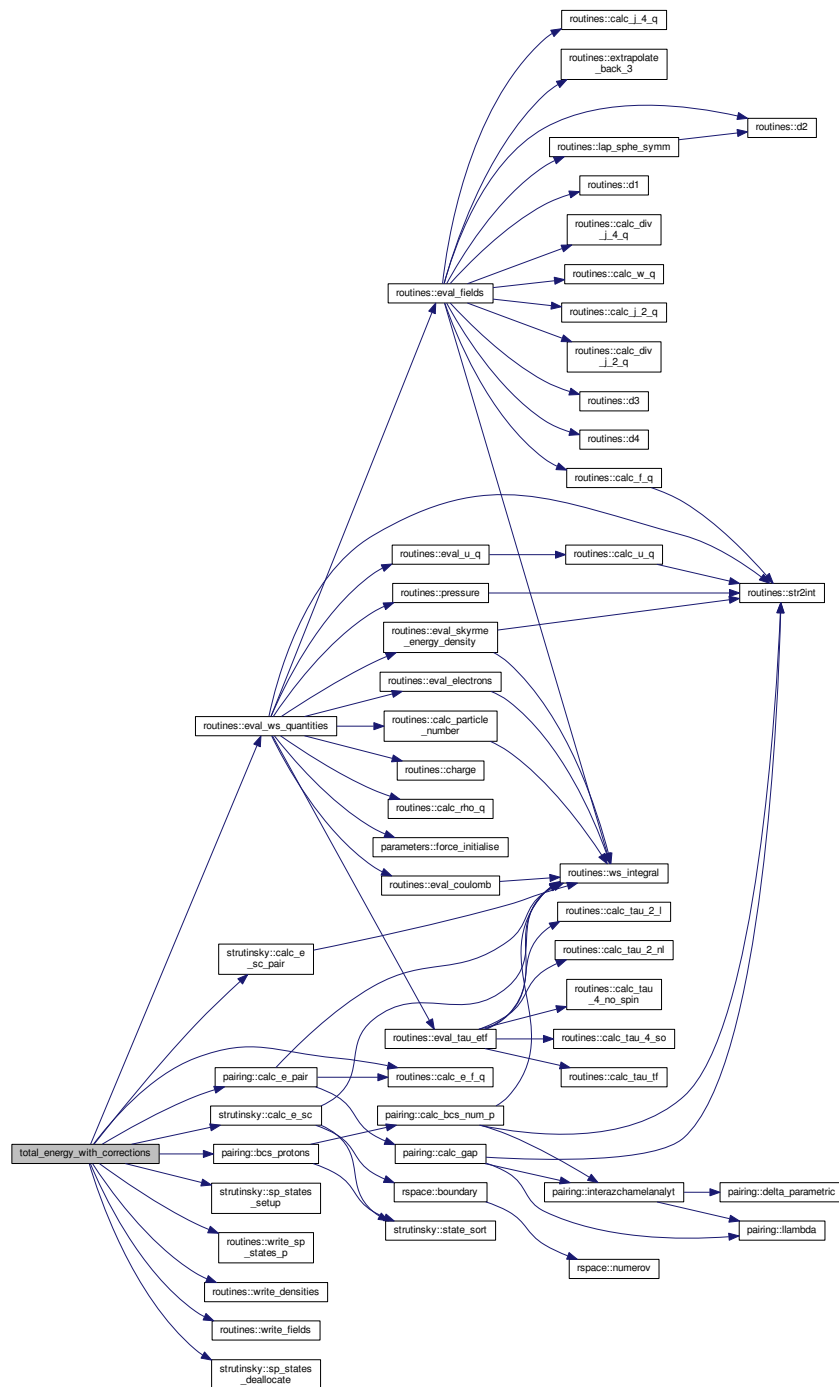 routines::calc_j_4_q
routines::extrapolate
_back_3
routines::d2
routines::lap_sphe_symm
routines::d1
routines::calc_div
_j_4_q
routines::calc_w_q
routines::eval_fields
routines::calc_j_2_q
routines::calc_div
_j_2_q
routines::d3
routines::d4
routines::calc_f_q
routines::eval_u_q
routines::calc_u_q
routines::pressure
routines::str2int
routines::eval_skyrme
_energy_density
routines::eval_electrons
routines::eval_ws_quantities
routines::calc_particle
_number
routines::charge
routines::calc_rho_q
parameters::force_initialise
routines::ws_integral
routines::eval_coulomb
routines::calc_tau_2_l
strutinsky::calc_e
_sc_pair
routines::calc_tau_2_nl
routines::calc_tau
_4_no_spin
routines::eval_tau_etf
routines::calc_tau_4_so
pairing::calc_e_pair
routines::calc_e_f_q
routines::calc_tau_tf
strutinsky::calc_e_sc
pairing::calc_bcs_num_p
total_energy_with_corrections
pairing::bcs_protons
pairing::calc_gap
strutinsky::sp_states
_setup
rspace::boundary
pairing::interazchamelanalyt
pairing::delta_parametric
strutinsky::state_sort
pairing::llambda
routines::write_sp
_states_p
rspace::numerov
routines::write_densities
routines::write_fields
strutinsky::sp_states
_deallocate